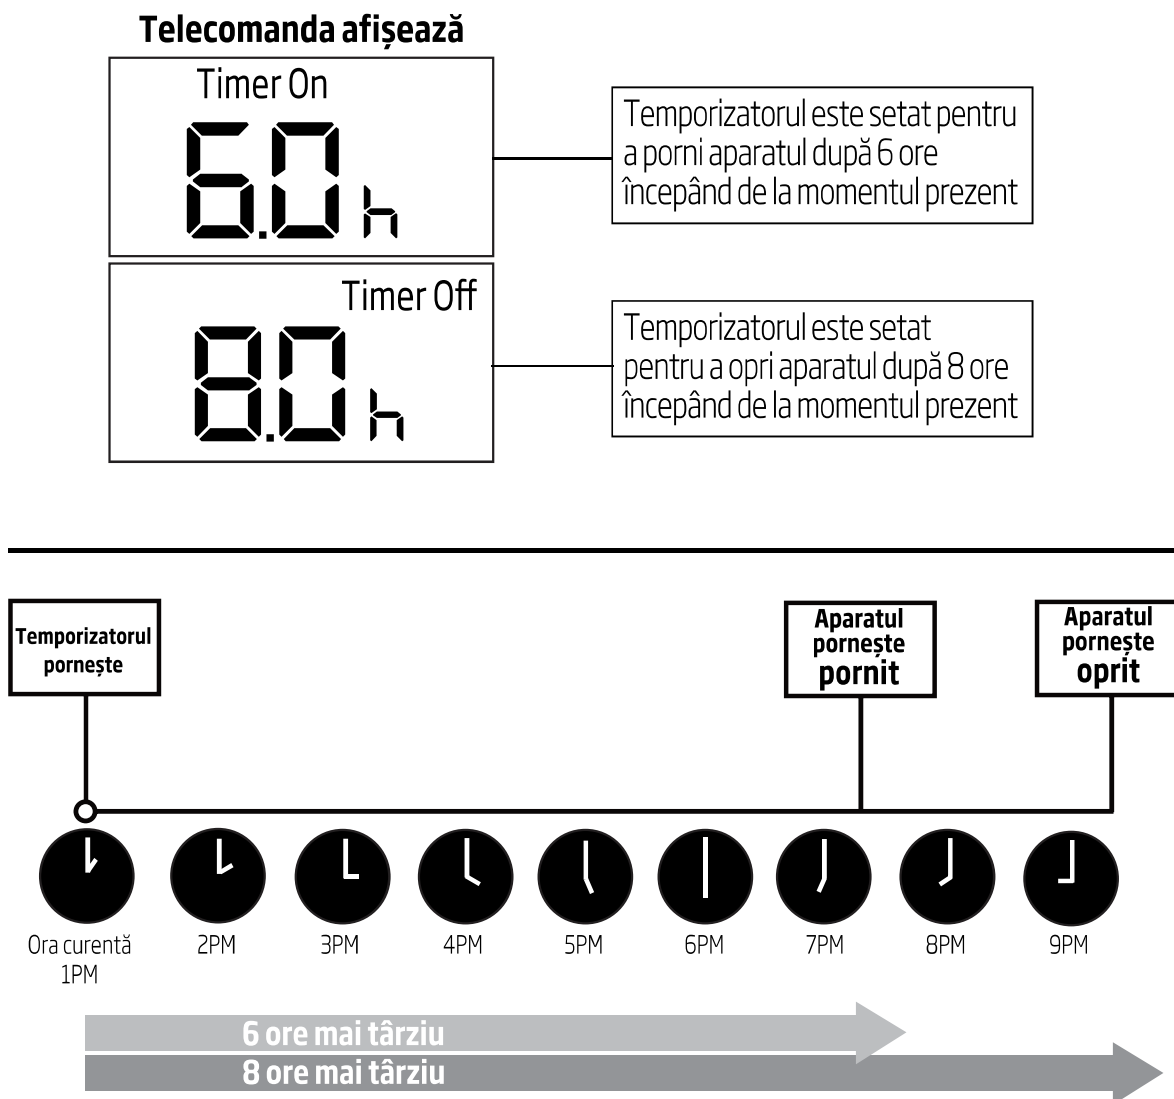 Telecomanda afișează
Timer On
6.0 h
Temporizatorul este setat pentru
a porni aparatul după 6 ore
începând de la momentul prezent
Timer Off
8.0 h
Temporizatorul este setat
pentru a opri aparatul după 8 ore
începând de la momentul prezent
Temporizatorul
pornește
Aparatul
pornește
pornit
Aparatul
pornește
oprit
Ora curentă
1PM
2PM
3PM
4PM
5PM
6PM
7PM
8PM
9PM
6 ore mai târziu
8 ore mai târziu